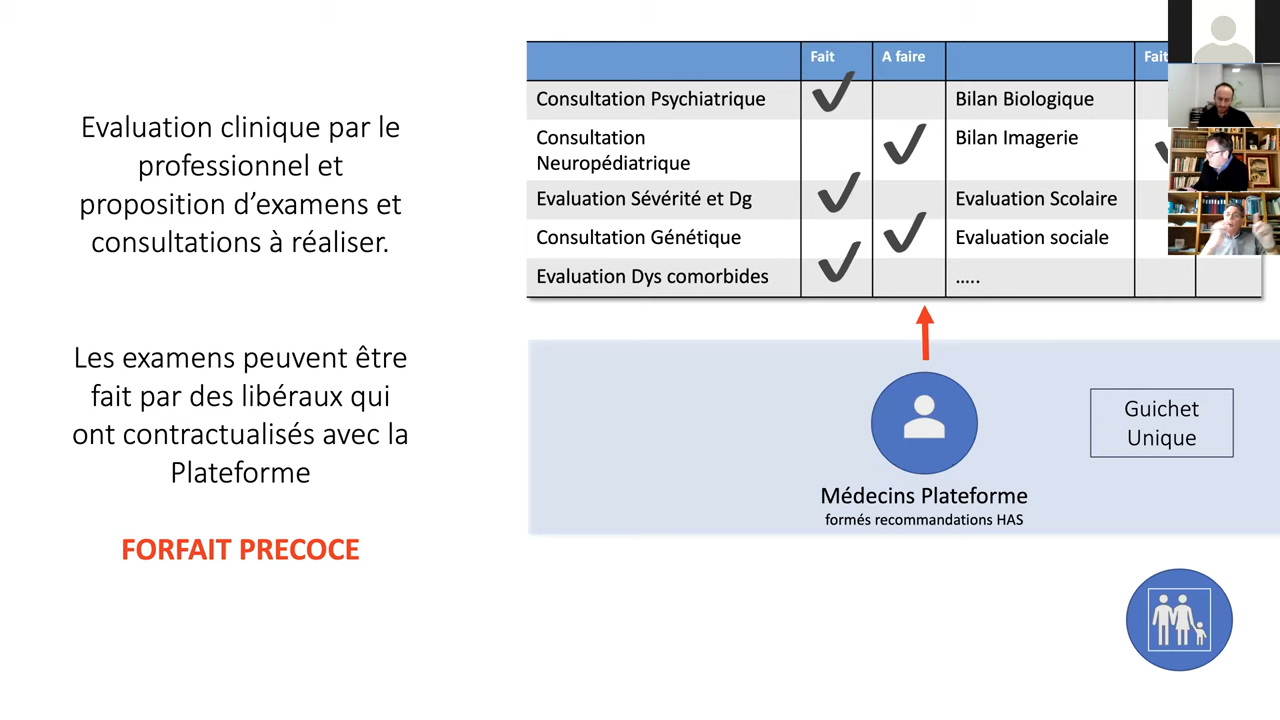 Evaluation clinique par le
professionnel et
proposition d’examens et
consultations à réaliser.
Les examens peuvent être
fait par des libéraux qui
ont contractualisés avec la
Plateforme
FORFAIT PRECOCE
Fait A faire Fait
Consultation Psychiatrique Bilan Biologique
Consultation
Neuropédiatrique
Bilan Imagerie
Evaluation Sévérité et Dg Evaluation Scolaire
Consultation Génétique Evaluation sociale
Evaluation Dys comorbides …..
Guichet
Unique
Médecins Plateforme
formés recommandations HAS